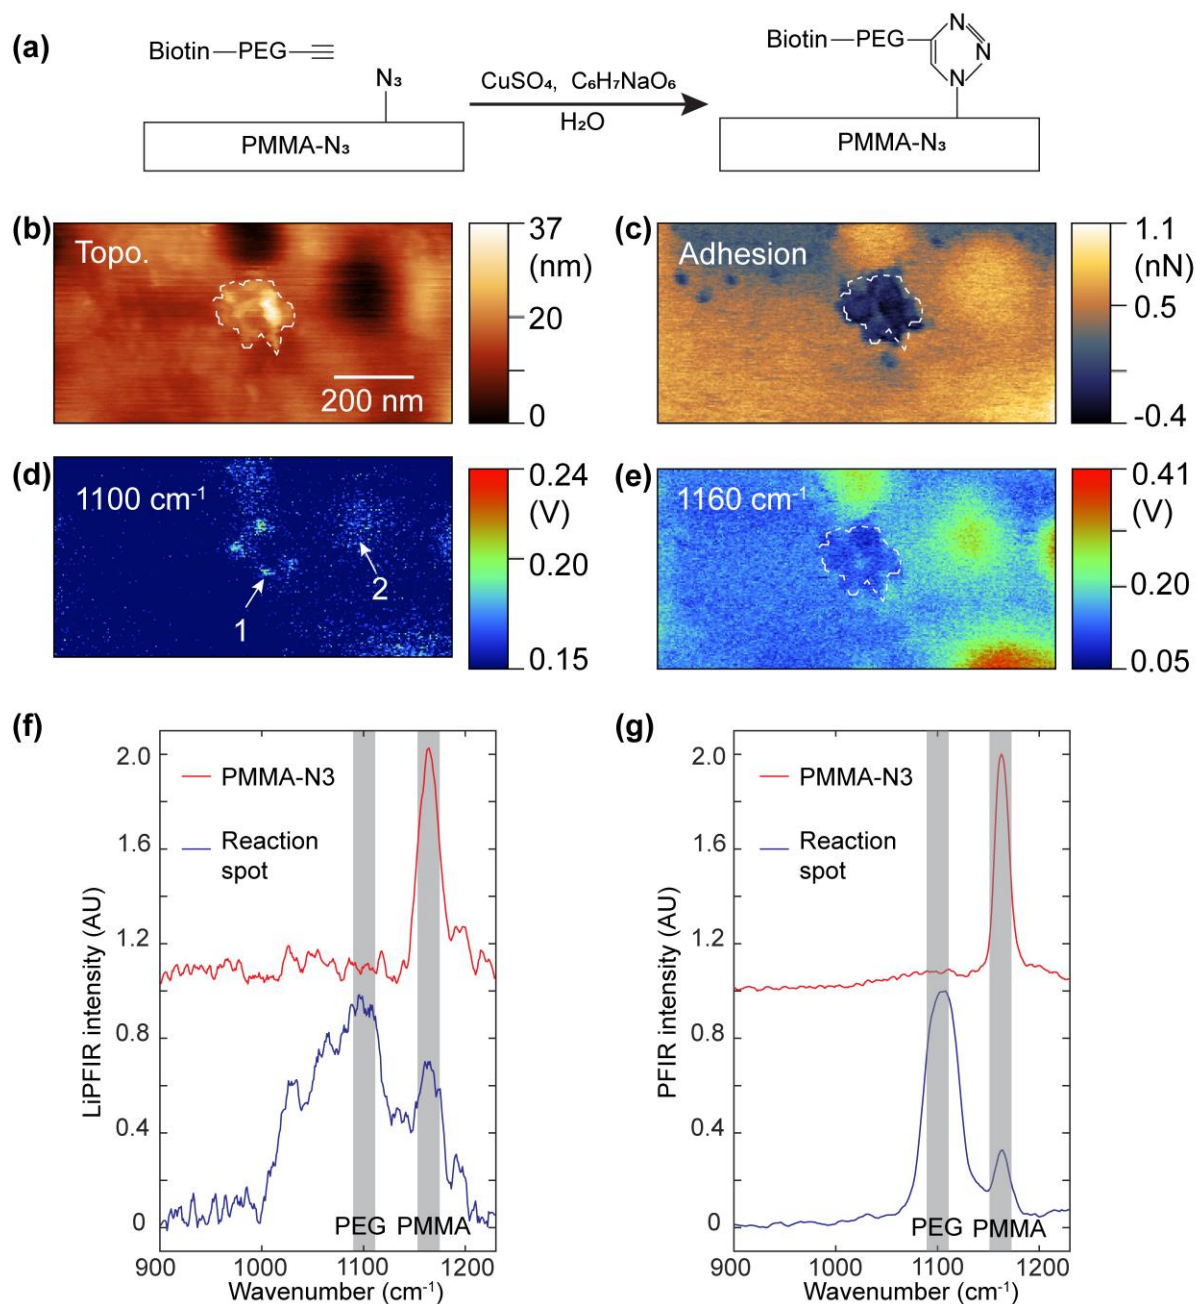 (a)
Biotin—PEG—≡
N₃
PMMA-N₃
CuSO₄, C₆H₇NaO₆
H₂O
Biotin—PEG
N
N
N
PMMA-N₃
(b)
Topo.
200 nm
37
(nm)
20
0
(c)
Adhesion
1.1
(nN)
0.5
-0.4
(d)
1100 cm⁻¹
1
2
0.24
(V)
0.20
0.15
(e)
1160 cm⁻¹
0.41
(V)
0.20
0.05
(f)
LiPFIR intensity (AU)
2.0
1.6
1.2
0.8
0.4
0
PMMA-N3
Reaction
spot
PEG PMMA
900 1000 1100 1200
Wavenumber (cm⁻¹)
(g)
PFIR intensity (AU)
2.0
1.6
1.2
0.8
0.4
0
PMMA-N3
Reaction
spot
PEG PMMA
900 1000 1100 1200
Wavenumber (cm⁻¹)